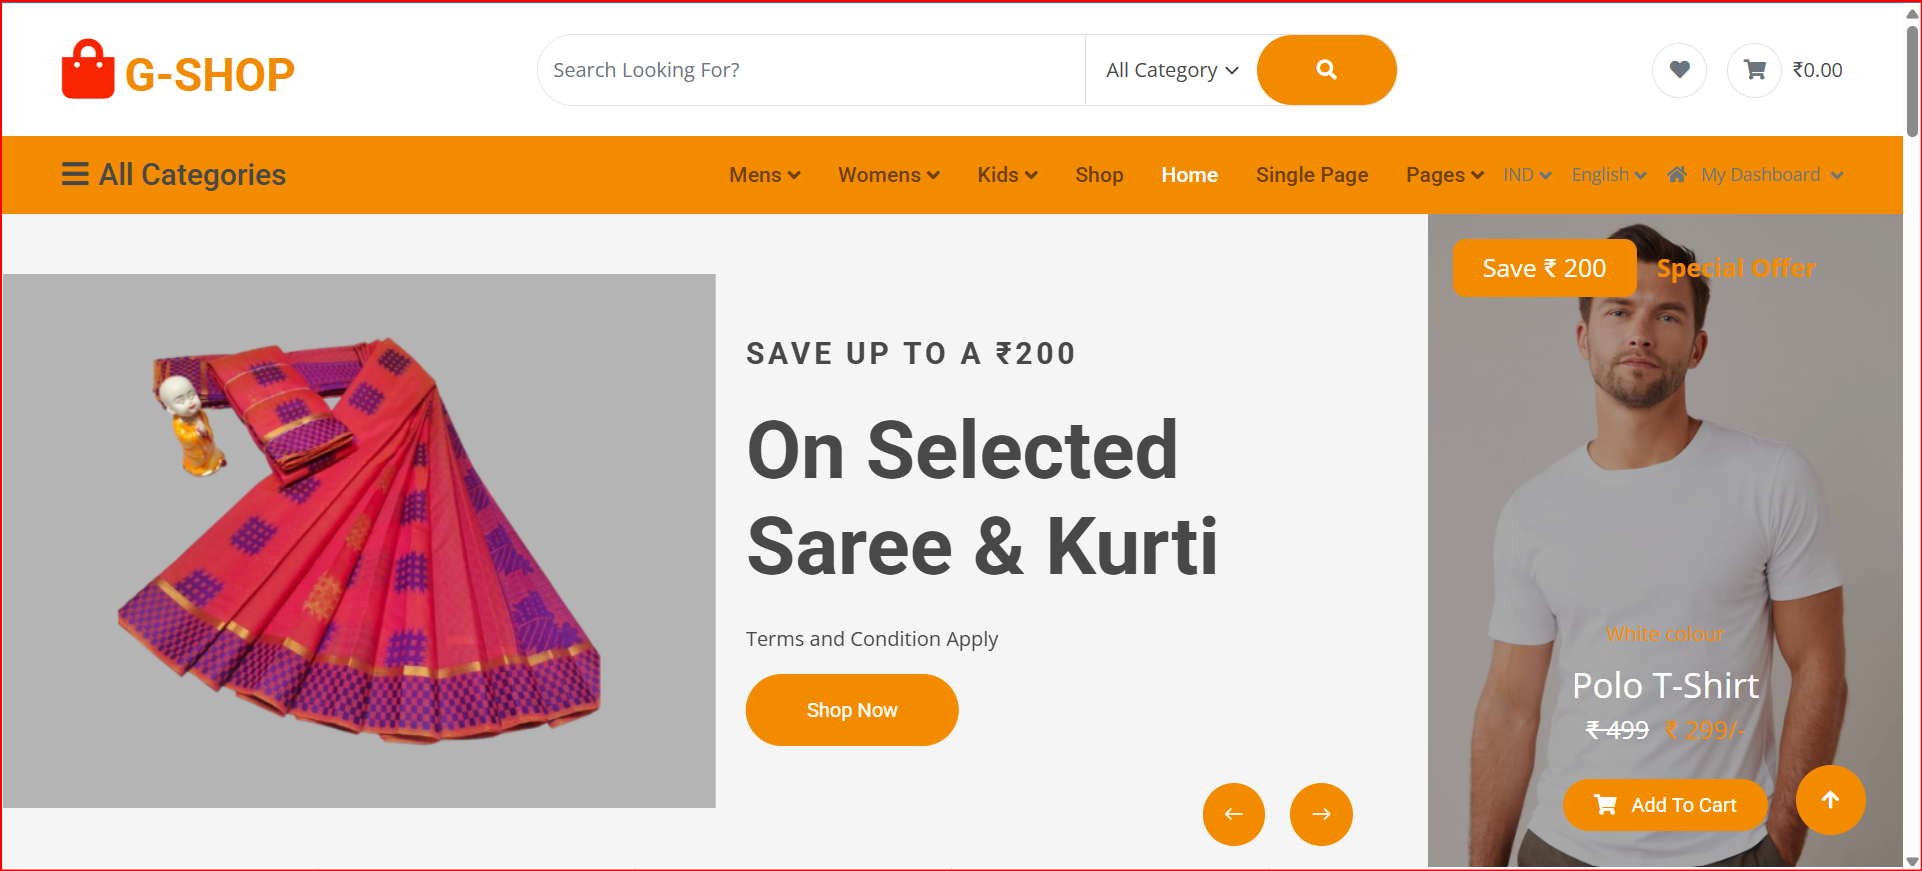 G-SHOP
Search Looking For?
All Category
₹0.00
All Categories
Mens
Womens
Kids
Shop
Home
Single Page
Pages
IND
English
My Dashboard
SAVE UP TO A ₹200
On Selected
Saree & Kurti
Terms and Condition Apply
Shop Now
Save ₹ 200
Special Offer
White colour
Polo T-Shirt
₹ 499 ₹ 299/-
Add To Cart